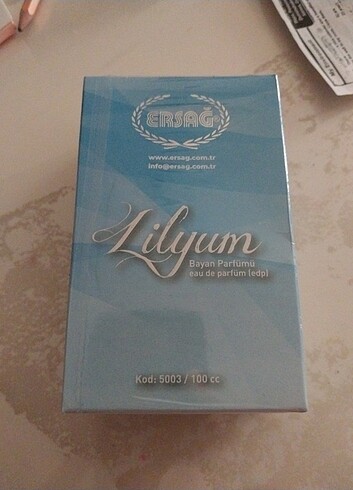 ERSAĞ®
www.ersag.com.tr
info@ersag.com.tr
Lilyum
Bayan Parfümü
eau de parfüm (edp)
Kod: 5003 / 100 cc